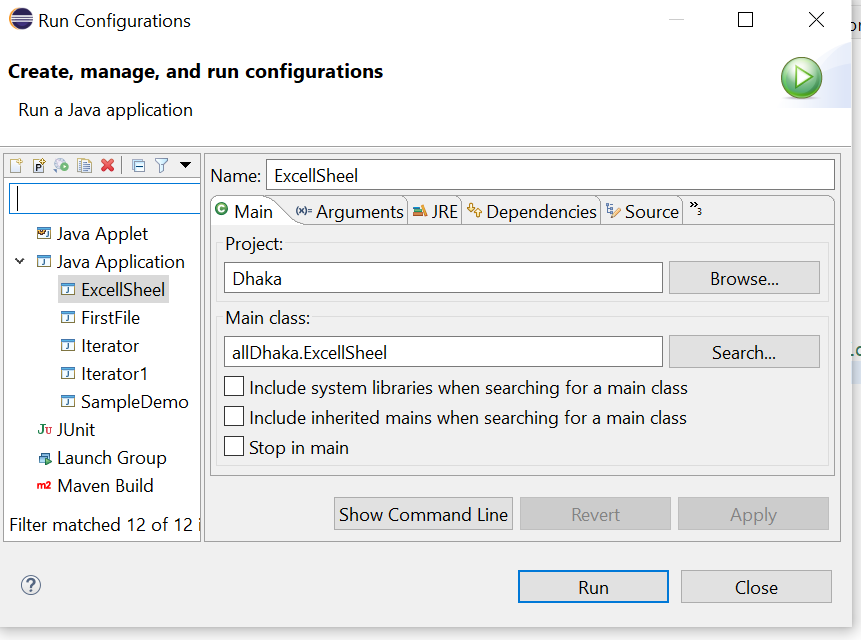 Run Configurations
Create, manage, and run configurations
Run a Java application
Java Applet
Java Application
ExcellSheel
FirstFile
Iterator
Iterator1
SampleDemo
Ju JUnit
Launch Group
m2 Maven Build
Filter matched 12 of 12 i
Name: ExcellSheel
Main (x)= Arguments JRE Dependencies Source »3
Project:
Dhaka Browse...
Main class:
allDhaka.ExcellSheel Search...
Include system libraries when searching for a main class
Include inherited mains when searching for a main class
Stop in main
Show Command Line Revert Apply
? Run Close